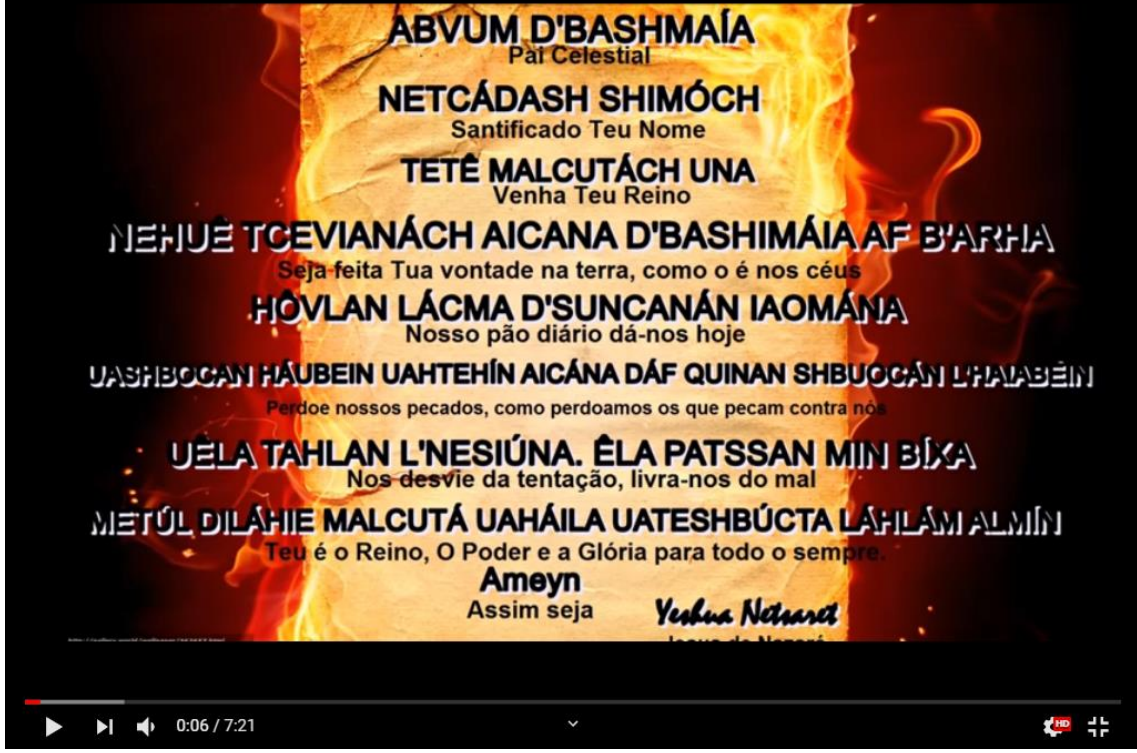 ABVUM D'BASHMAÍA
Pai Celestial
NETCÁDASH SHIMÓCH
Santificado Teu Nome
TETÊ MALCUTÁCH UNA
Venha Teu Reino
NEHUÊ TCEVIANÁCH AICANA D'BASHIMÁIA AF B'ARHA
Seja feita Tua vontade na terra, como o é nos céus
HÔVLAN LÁCMA D'SUNCANÁN IAOMÁNA
Nosso pão diário dá-nos hoje
UASHBOCAN HÁUBEIN UAHTEHÍN AICÁNA DÁF QUINAN SHBUOCÁN L'HAIABÊIN
Perdoe nossos pecados, como perdoamos os que pecam contra nós
UÊLA TAHLAN L'NESIÚNA. ÊLA PATSSAN MIN BÍXA
Nos desvie da tentação, livra-nos do mal
METÚL DILÁHIE MALCUTÁ UAHÁILA UATESHBÚCTA LÁHLÁM ALMÍN
Teu é o Reino, O Poder e a Glória para todo o sempre.
Ameyn
Assim seja
Yeshua Netsaret
Jesus de Nazaré
0:06 / 7:21
HD